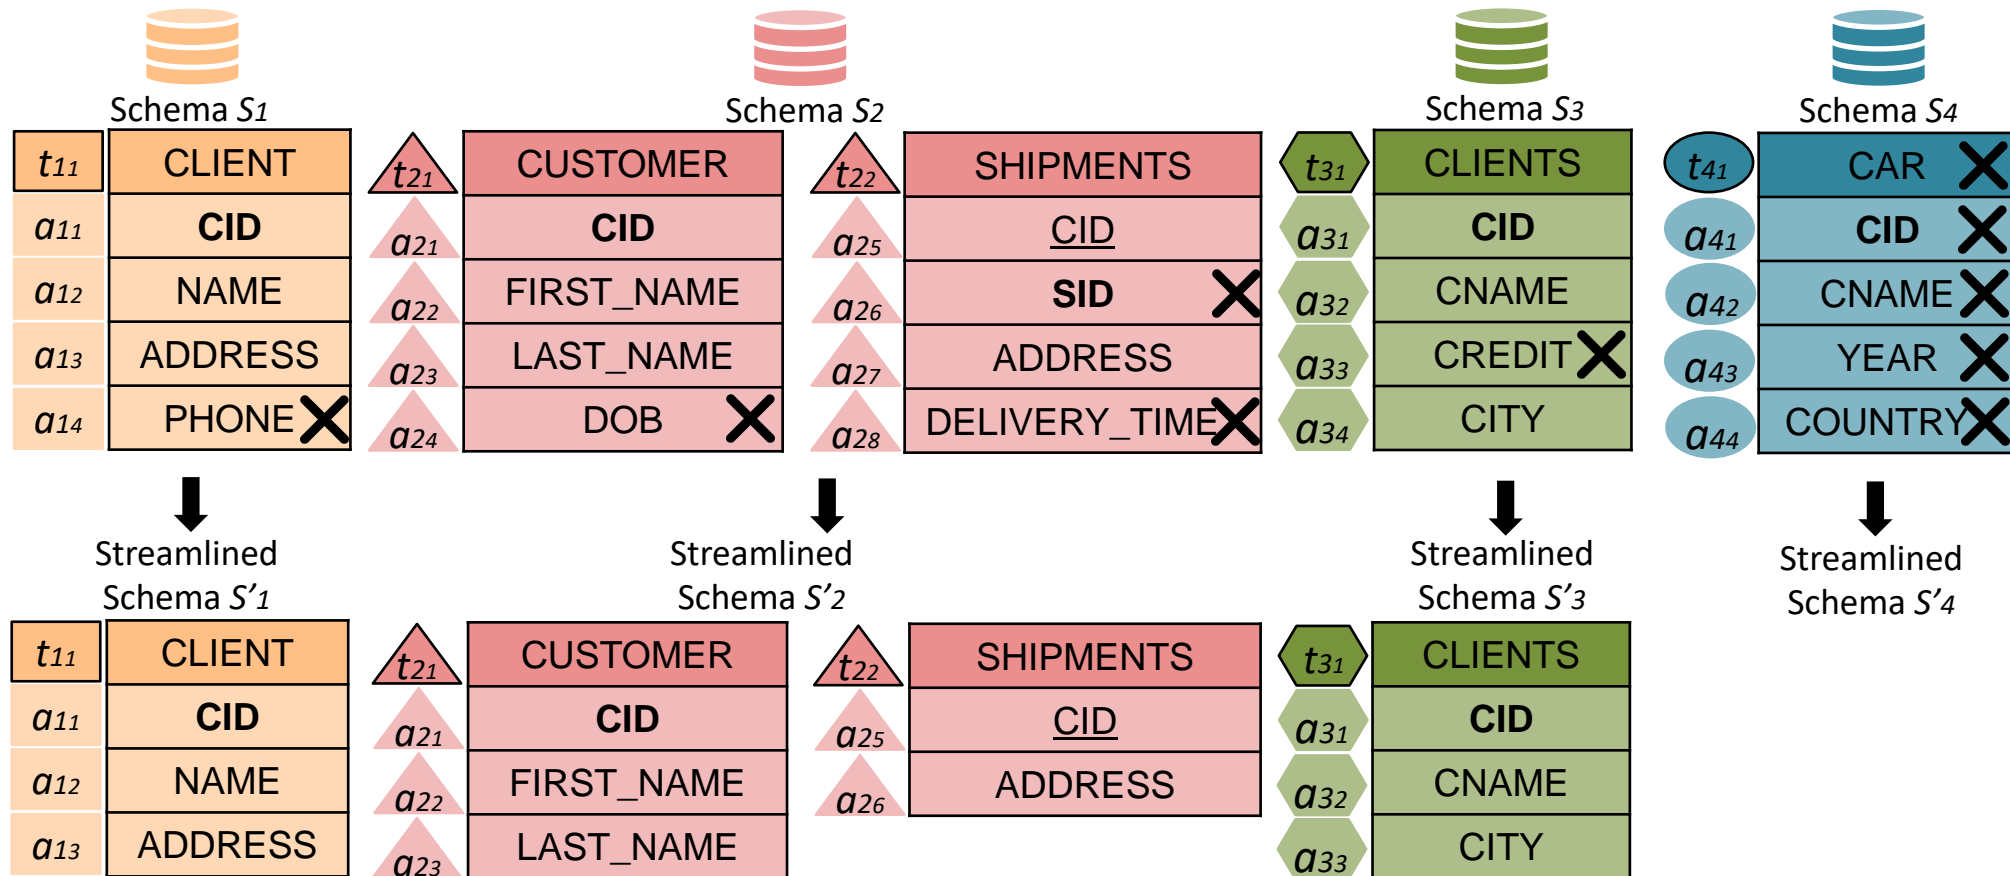 Schema S1 Schema S2 Schema S3 Schema S4
t11 CLIENT t21 CUSTOMER t22 SHIPMENTS t31 CLIENTS t41 CAR
a11 CID a21 CID a25 CID a31 CID a41 CID
a12 NAME a22 FIRST_NAME a26 SID a32 CNAME a42 CNAME
a13 ADDRESS a23 LAST_NAME a27 ADDRESS a33 CREDIT a43 YEAR
a14 PHONE a24 DOB a28 DELIVERY_TIME a34 CITY a44 COUNTRY
Streamlined Streamlined Streamlined Streamlined
Schema S'1 Schema S'2 Schema S'3 Schema S'4
t11 CLIENT t21 CUSTOMER t22 SHIPMENTS t31 CLIENTS
a11 CID a21 CID a25 CID a31 CID
a12 NAME a22 FIRST_NAME a26 ADDRESS a32 CNAME
a13 ADDRESS a23 LAST_NAME a33 CITY